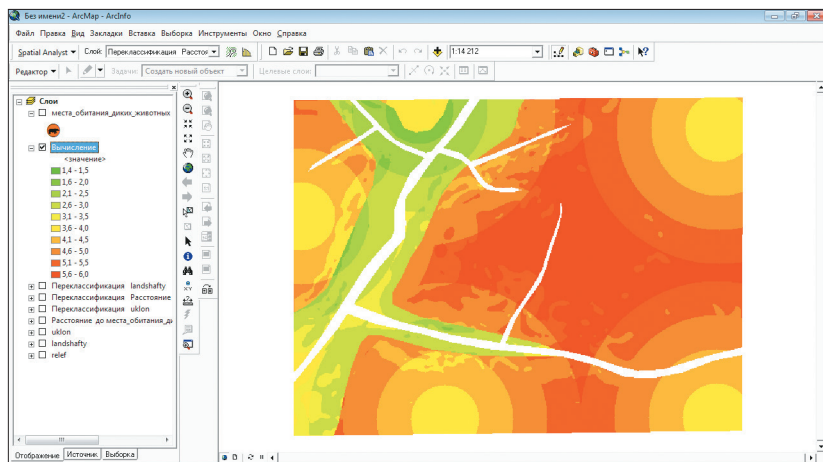 Без имени2 - ArcMap - ArcInfo
Файл Правка Вид Закладки Вставка Выборка Инструменты Окно Справка
Spatial Analyst Слой: Переклассификация Расстоя 1:14 212
Редактор Задачи: Создать новый объект Целевые слои:
Слои
места_обитания_диких_животных
Вычисление
<значение>
1,4 - 1,5
1,6 - 2,0
2,1 - 2,5
2,6 - 3,0
3,1 - 3,5
3,6 - 4,0
4,1 - 4,5
4,6 - 5,0
5,1 - 5,5
5,6 - 6,0
Переклассификация landshafty
Переклассификация Расстояние
Переклассификация uklon
Расстояние до места_обитания_ди
uklon
landshafty
relef
XY
Отображение Источник Выборка